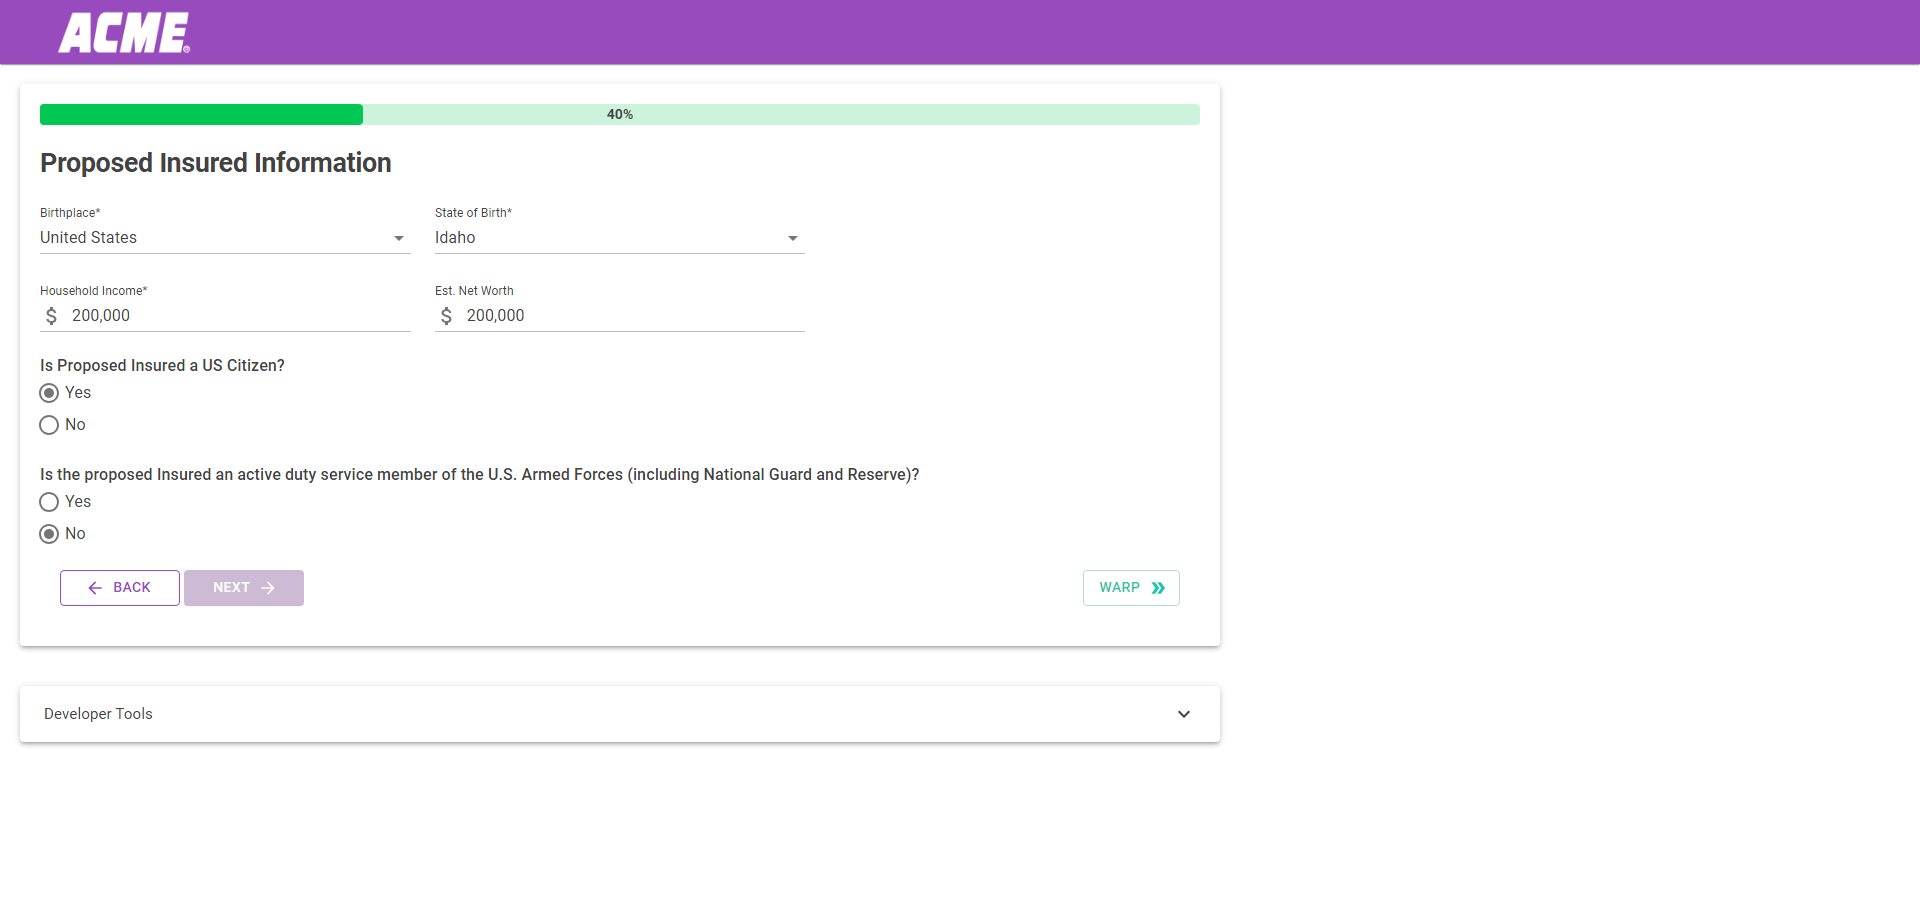 ACME®
40%
Proposed Insured Information
Birthplace* State of Birth*
United States Idaho
Household Income* Est. Net Worth
$ 200,000 $ 200,000
Is Proposed Insured a US Citizen?
Yes
No
Is the proposed Insured an active duty service member of the U.S. Armed Forces (including National Guard and Reserve)?
Yes
No
BACK NEXT WARP
Developer Tools